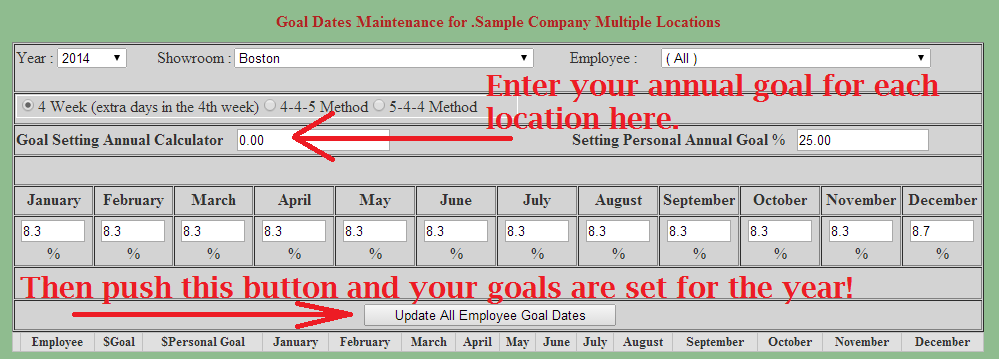 Goal Dates Maintenance for .Sample Company Multiple Locations
Year : 2014 Showroom : Boston Employee : ( All )
Enter your annual goal for each
4 Week (extra days in the 4th week) 4-4-5 Method 5-4-4 Method
location here.
Goal Setting Annual Calculator 0.00 Setting Personal Annual Goal % 25.00
January February March April May June July August September October November December
8.3 8.3 8.3 8.3 8.3 8.3 8.3 8.3 8.3 8.3 8.3 8.7
% % % % % % % % % % % %
Then push this button and your goals are set for the year!
Update All Employee Goal Dates
Employee $Goal $Personal Goal January February March April May June July August September October November December